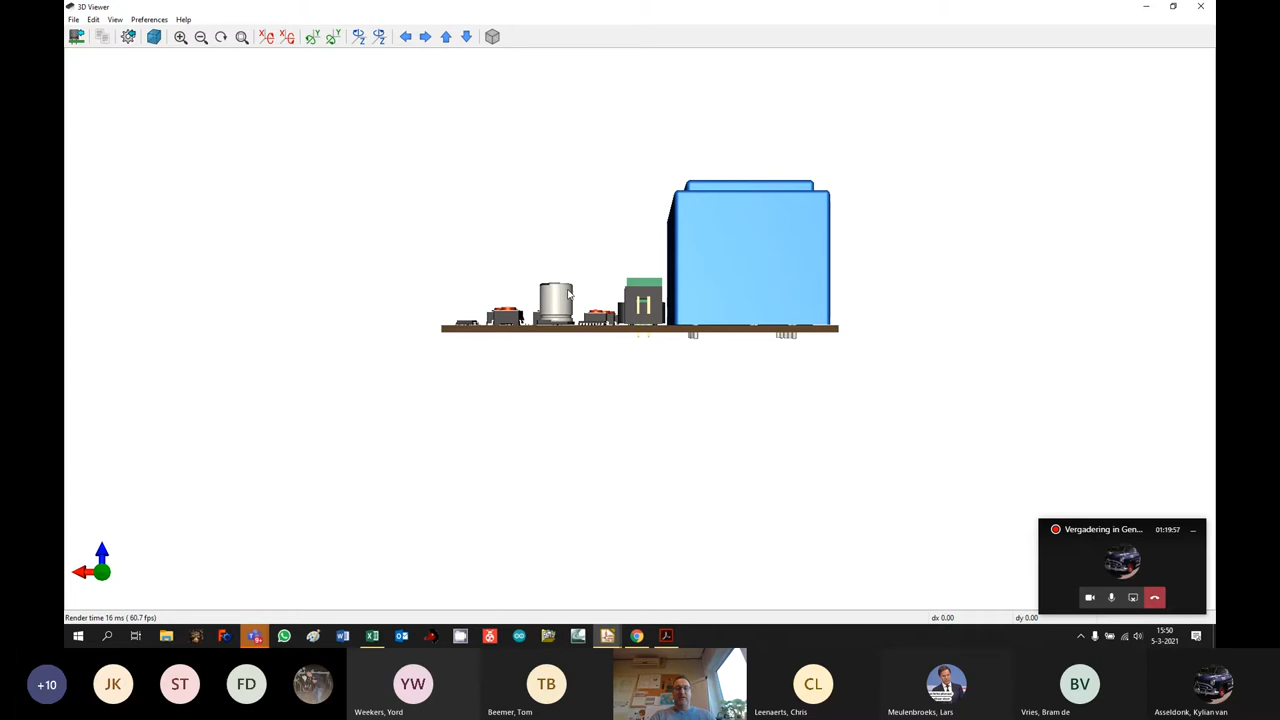 3D Viewer
File Edit View Preferences Help
Render time 16 ms ( 60.7 fps)
dx 0.00
dy 0.00
Vergadering in Gen...
01:19:57
15:50
5-3-2021
+10
JK
ST
FD
YW
Weekers, Yord
TB
Beemer, Tom
CL
Leenaerts, Chris
Meulenbroeks, Lars
BV
Vries, Bram de
Asseldonk, Kylian van